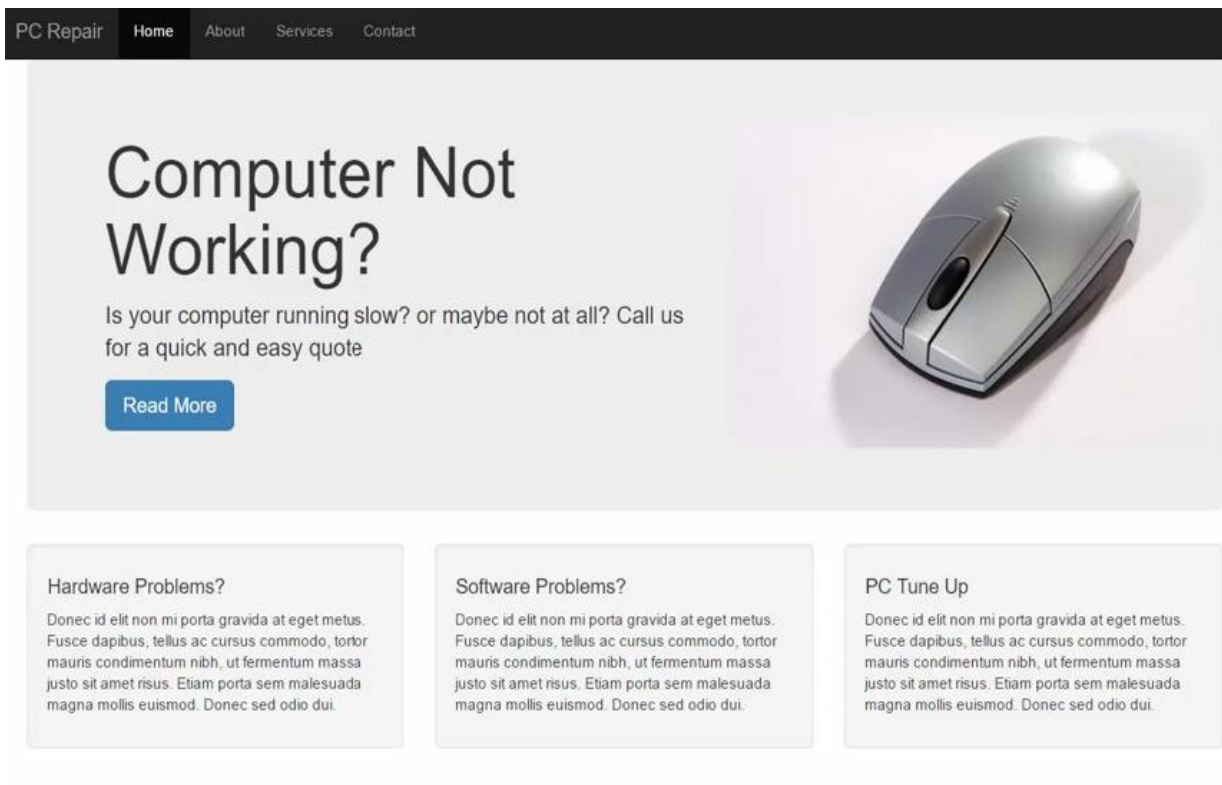 PC Repair Home About Services Contact
Computer Not
Working?
Is your computer running slow? or maybe not at all? Call us
for a quick and easy quote
Read More
Hardware Problems?
Donec id elit non mi porta gravida at eget metus.
Fusce dapibus, tellus ac cursus commodo, tortor
mauris condimentum nibh, ut fermentum massa
justo sit amet risus. Etiam porta sem malesuada
magna mollis euismod. Donec sed odio dui.
Software Problems?
Donec id elit non mi porta gravida at eget metus.
Fusce dapibus, tellus ac cursus commodo, tortor
mauris condimentum nibh, ut fermentum massa
justo sit amet risus. Etiam porta sem malesuada
magna mollis euismod. Donec sed odio dui.
PC Tune Up
Donec id elit non mi porta gravida at eget metus.
Fusce dapibus, tellus ac cursus commodo, tortor
mauris condimentum nibh, ut fermentum massa
justo sit amet risus. Etiam porta sem malesuada
magna mollis euismod. Donec sed odio dui.